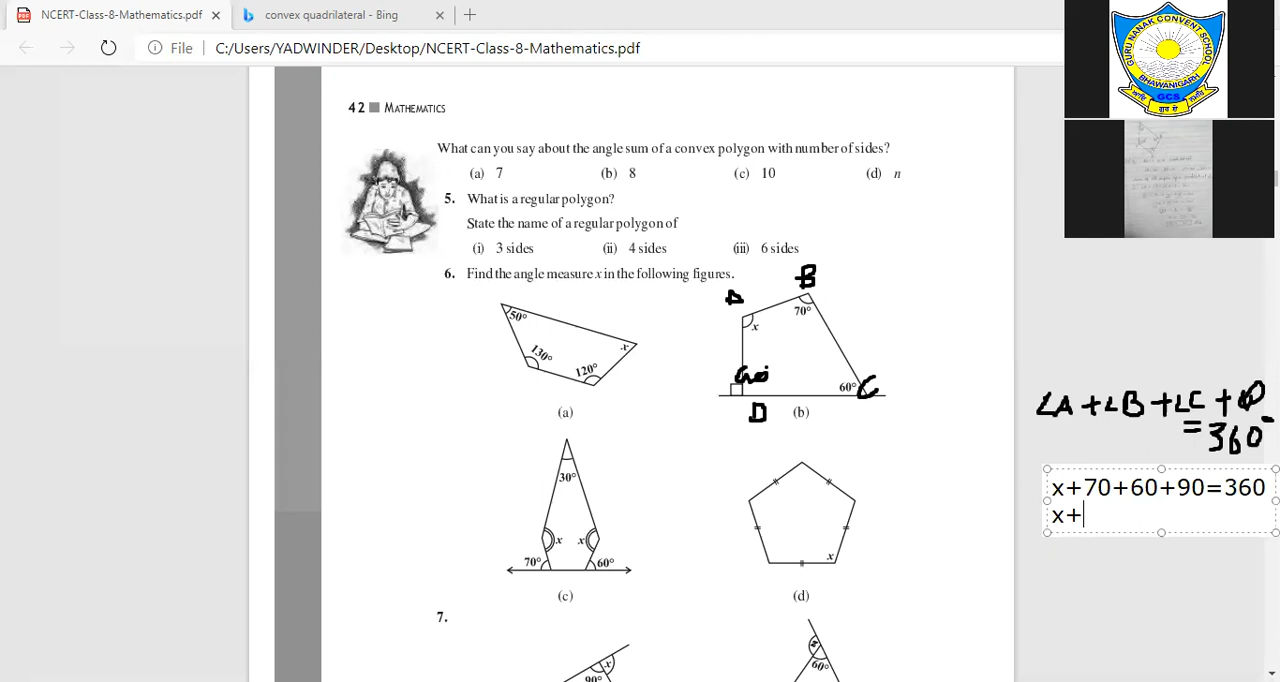 NCERT-Class-8-Mathematics.pdf
convex quadrilateral - Bing
File
C:/Users/YADWINDER/Desktop/NCERT-Class-8-Mathematics.pdf
GURU NANAK CONVENT SCHOOL
GCS
BHAWANIGARH
42 MATHEMATICS
What can you say about the angle sum of a convex polygon with number of sides?
(a) 7 (b) 8 (c) 10 (d) n
5. What is a regular polygon?
State the name of a regular polygon of
(i) 3 sides (ii) 4 sides (iii) 6 sides
6. Find the angle measure x in the following figures.
50°
130°
120°
x
(a)
A
B
70°
x
60°
C
D
(b)
∠A +∠B +∠C +D
= 360°
x+70+60+90=360
x+
30°
x x
70° 60°
(c)
x
(d)
7.
x
90°
60°